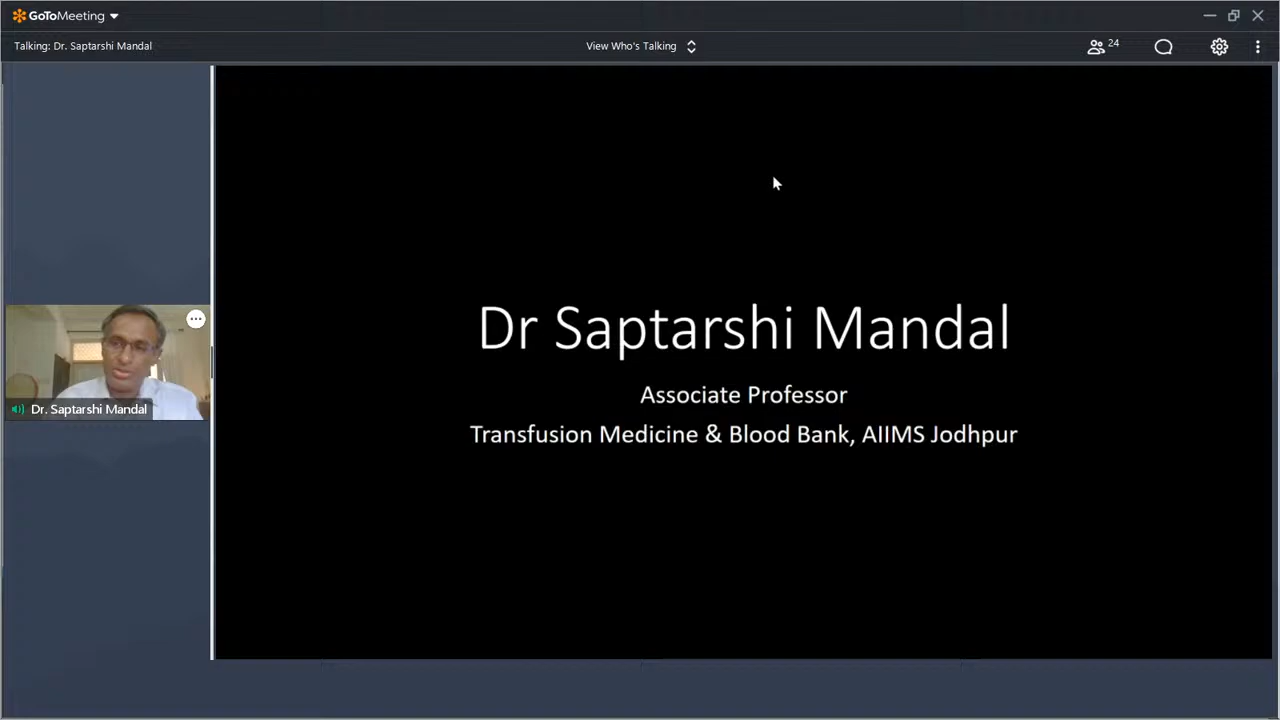 GoToMeeting
Talking: Dr. Saptarshi Mandal
View Who's Talking
24
Dr Saptarshi Mandal
Associate Professor
Transfusion Medicine & Blood Bank, AIIMS Jodhpur
Dr. Saptarshi Mandal